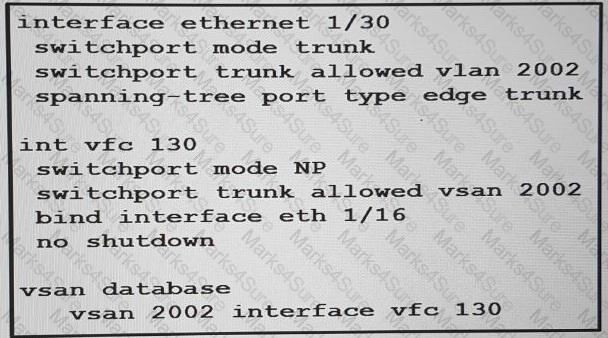 interface ethernet 1/30
switchport mode trunk
switchport trunk allowed vlan 2002
spanning-tree port type edge trunk
int vfc 130
switchport mode NP
switchport trunk allowed vsan 2002
bind interface eth 1/16
no shutdown
vsan database
vsan 2002 interface vfc 130
Marks4Sure